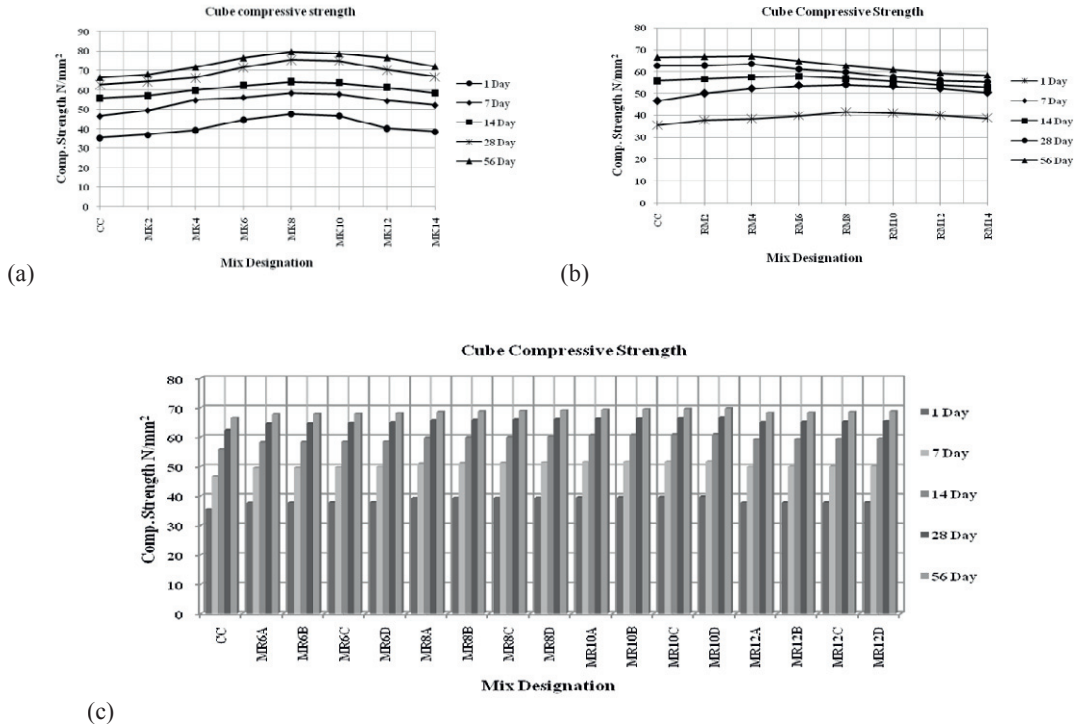 Cube compressive strength
Comp. Strength N/mm²
90
80
70
60
50
40
30
20
10
0
CC
MK2
MK4
MK6
MK8
MK10
MK12
MK14
Mix Designation
1 Day
7 Day
14 Day
28 Day
56 Day
(a)
Cube Compressive Strength
Comp. Strength N/mm²
80
70
60
50
40
30
20
10
0
CC
RM2
RM4
RM6
RM8
RM10
RM12
RM14
Mix Designation
1 Day
7 Day
14 Day
28 Day
56 Day
(b)
Cube Compressive Strength
Comp. Strength N/mm²
80
70
60
50
40
30
20
10
0
CC
MR6A
MR6B
MR6C
MR6D
MR8A
MR8B
MR8C
MR8D
MR10A
MR10B
MR10C
MR10D
MR12A
MR12B
MR12C
MR12D
Mix Designation
1 Day
7 Day
14 Day
28 Day
56 Day
(c)